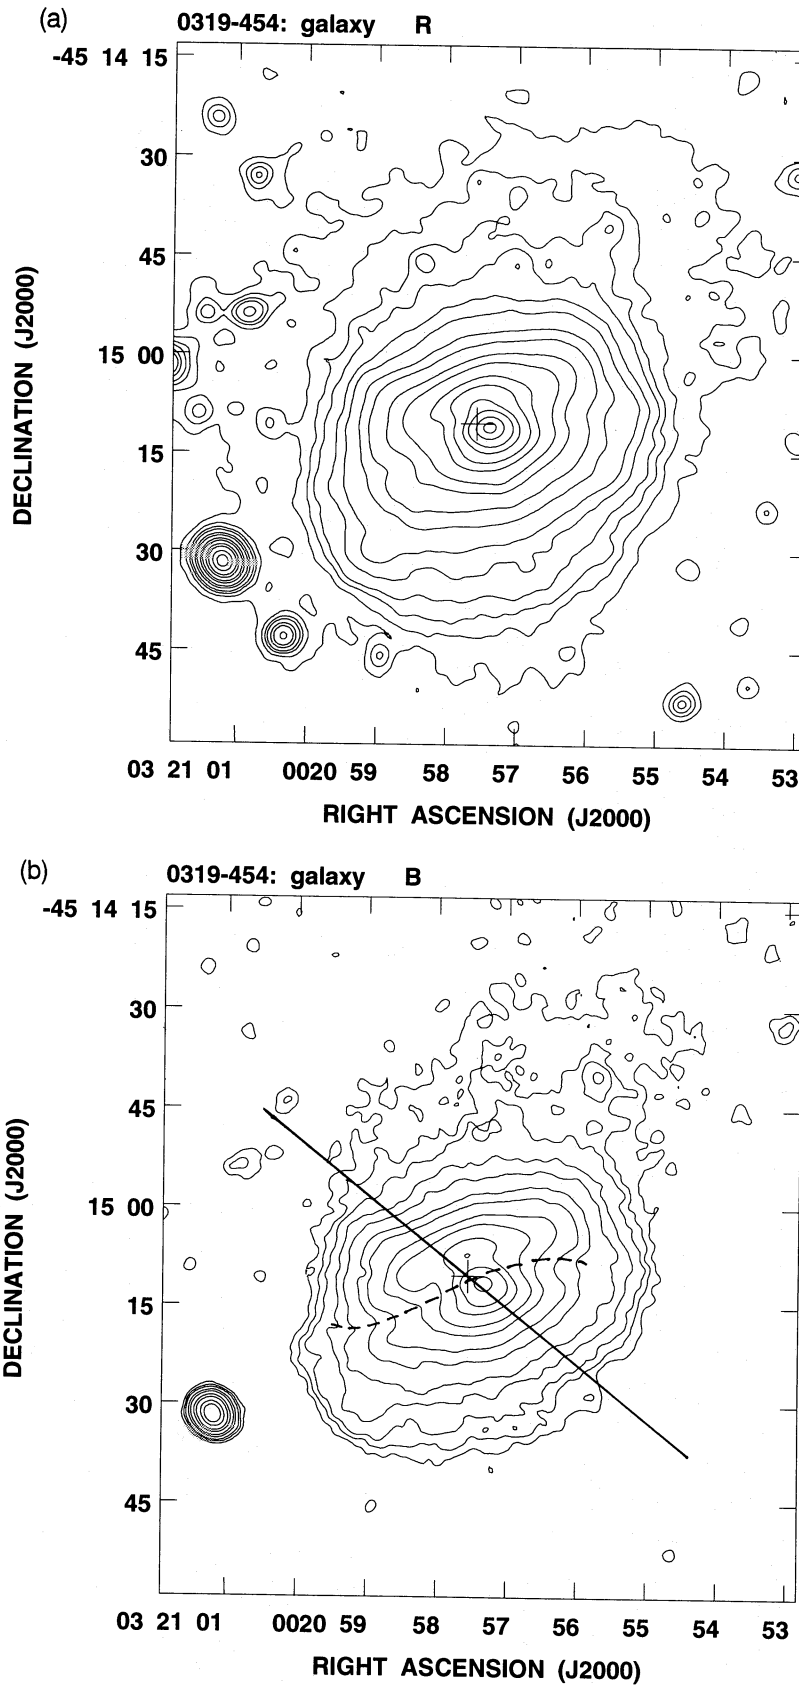 (a)
0319-454: galaxy R
-45 14 15
30
45
15 00
15
30
45
DECLINATION (J2000)
03 21 01 0020 59 58 57 56 55 54 53
RIGHT ASCENSION (J2000)
(b)
0319-454: galaxy B
-45 14 15
30
45
15 00
15
30
45
DECLINATION (J2000)
03 21 01 0020 59 58 57 56 55 54 53
RIGHT ASCENSION (J2000)